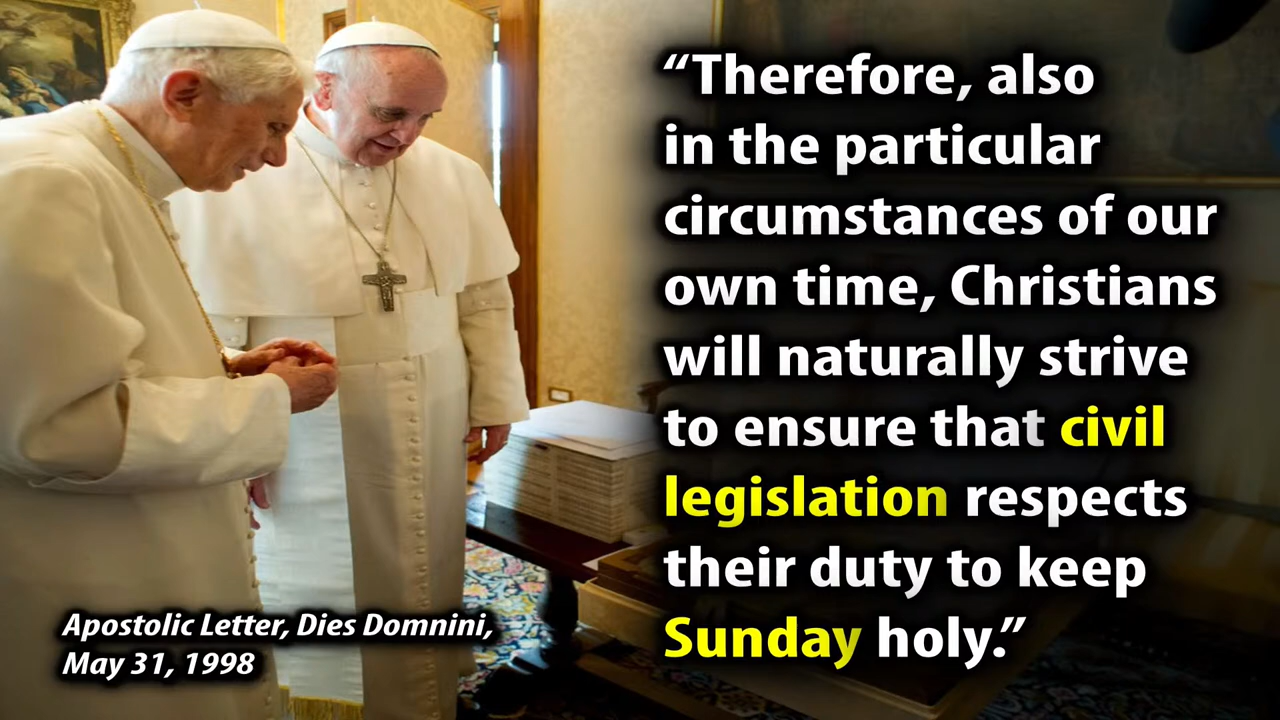 “Therefore, also
in the particular
circumstances of our
own time, Christians
will naturally strive
to ensure that civil
legislation respects
their duty to keep
Sunday holy.”
Apostolic Letter, Dies Domnini,
May 31, 1998